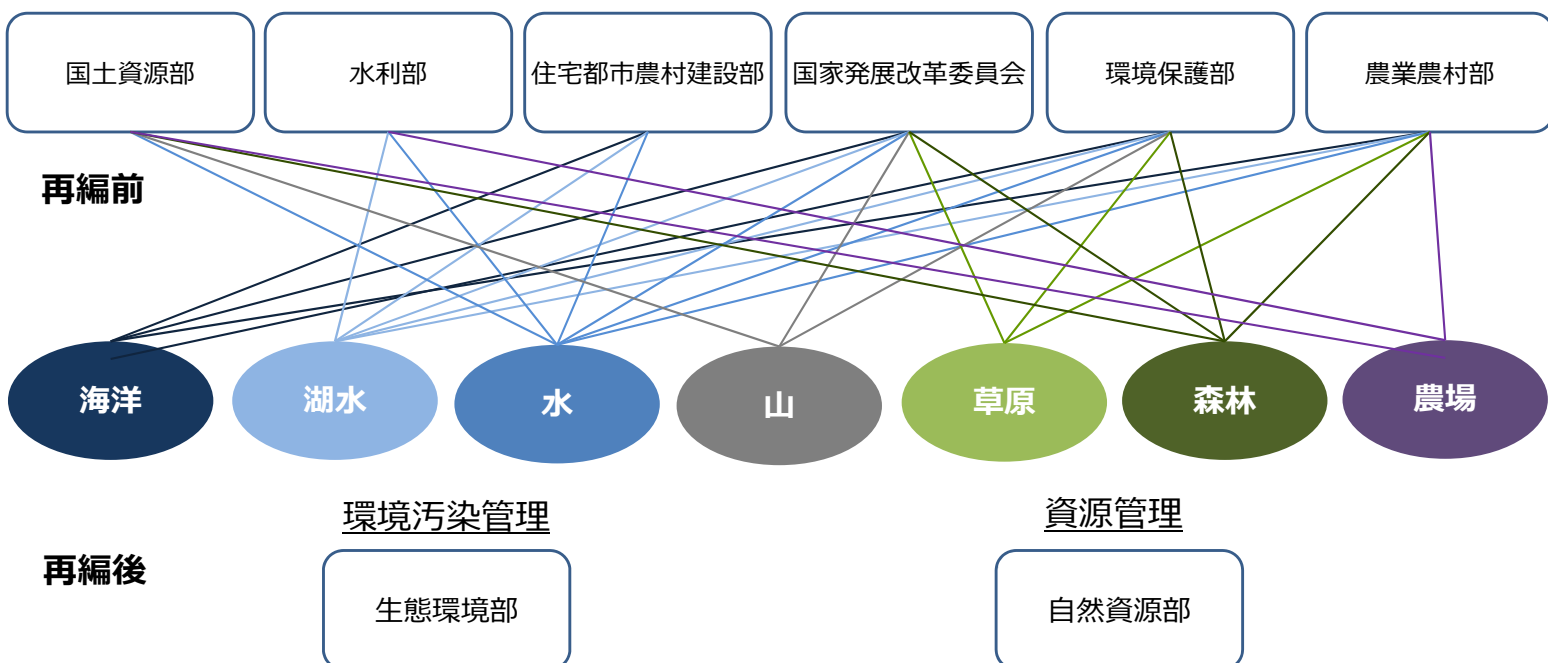 国土資源部
水利部
住宅都市農村建設部
国家発展改革委員会
環境保護部
農業農村部
再編前
海洋
湖水
水
山
草原
森林
農場
環境汚染管理
資源管理
再編後
生態環境部
自然資源部